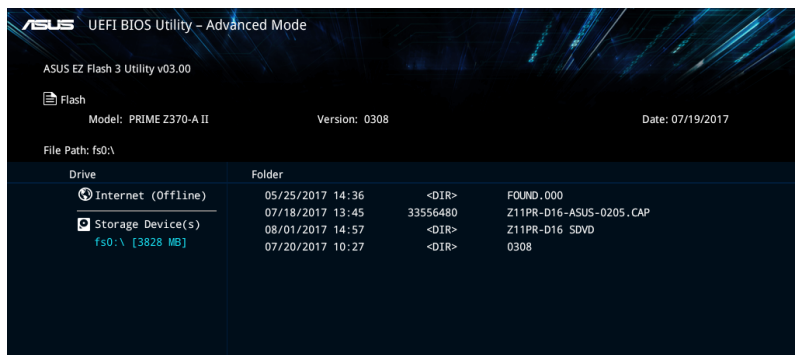 ASUS UEFI BIOS Utility – Advanced Mode
ASUS EZ Flash 3 Utility v03.00
Flash
Model: PRIME Z370-A II Version: 0308 Date: 07/19/2017
File Path: fs0:\
Drive Folder
Internet (Offline) 05/25/2017 14:36 <DIR> FOUND.000
07/18/2017 13:45 33556480 Z11PR-D16-ASUS-0205.CAP
Storage Device(s) 08/01/2017 14:57 <DIR> Z11PR-D16 SDVD
fs0:\ [3828 MB] 07/20/2017 10:27 <DIR> 0308